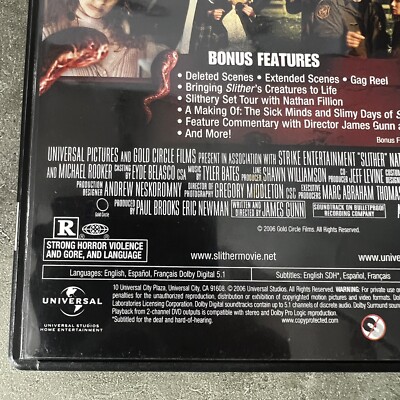 BONUS FEATURES
• Deleted Scenes • Extended Scenes • Gag Reel
• Bringing Slither's Creatures to Life
• Slithery Set Tour with Nathan Fillion
• A Making Of: The Sick Minds and Slimy Days of S
• Feature Commentary with Director James Gunn a
• And More!
Bonus F
UNIVERSAL PICTURES AND GOLD CIRCLE FILMS PRESENT IN ASSOCIATION WITH STRIKE ENTERTAINMENT "SLITHER" NAT
AND MICHAEL ROOKER CASTING BY EYDE BELASCO CSA MUSIC BY TYLER BATES LINE PRODUCER SHAWN WILLIAMSON CO-PRODUCER JEFF LEVINE COSTUME DESIGNER
PRODUCTION DESIGNER ANDREW NESKOROMNY DIRECTOR OF PHOTOGRAPHY GREGORY MIDDLETON CSC EXECUTIVE PRODUCERS MARC ABRAHAM THOMAS
PRODUCED BY PAUL BROOKS ERIC NEWMAN WRITTEN AND DIRECTED BY JAMES GUNN SOUNDTRACK ON BULLETPROOF RECORDING COMPANY
Gold Circle
© 2006 Gold Circle Films.
All Rights Reserved.
R
STRONG HORROR VIOLENCE
AND GORE, AND LANGUAGE
www.slithermovie.net
www.u
Languages: English, Español, Français Dolby Digital 5.1
Subtitles: English SDH*, Español, Français
UNIVERSAL
UNIVERSAL STUDIOS
HOME ENTERTAINMENT
10 Universal City Plaza, Universal City, CA 91608. © 2006 Universal Studios. All Rights Reserved.
penalties for the unauthorized reproduction, distribution or exhibition of copyrighted motion pictures and video formats.
Laboratories Licensing Corporation. Dolby Digital soundtracks contain up to 5.1 channels of discrete audio. Dolby Surround soun
Playback from 2-channel DVD outputs is compatible with stereo and Dolby Pro Logic reproduction.
*Subtitled for the deaf and hard-of-hearing.
www.copyprotected.com